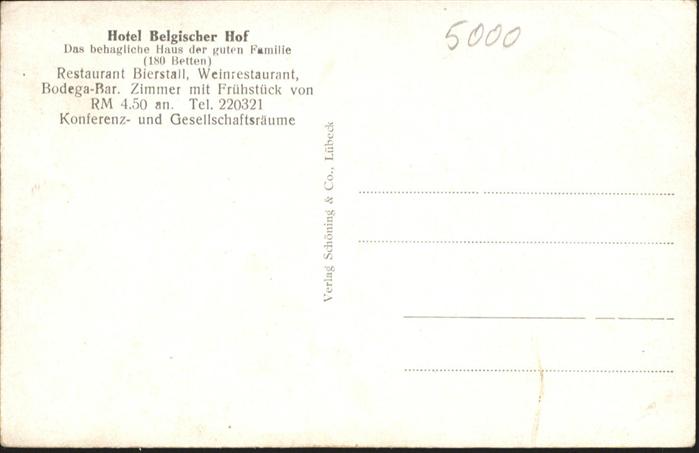 Hotel Belgischer Hof
Das behagliche Haus der guten Familie
(180 Betten)
Restaurant Bierstall, Weinrestaurant,
Bodega-Bar. Zimmer mit Frühstück von
RM 4.50 an. Tel. 220321
Konferenz- und Gesellschaftsräume
5000
Verlag Schöning & Co., Lübeck